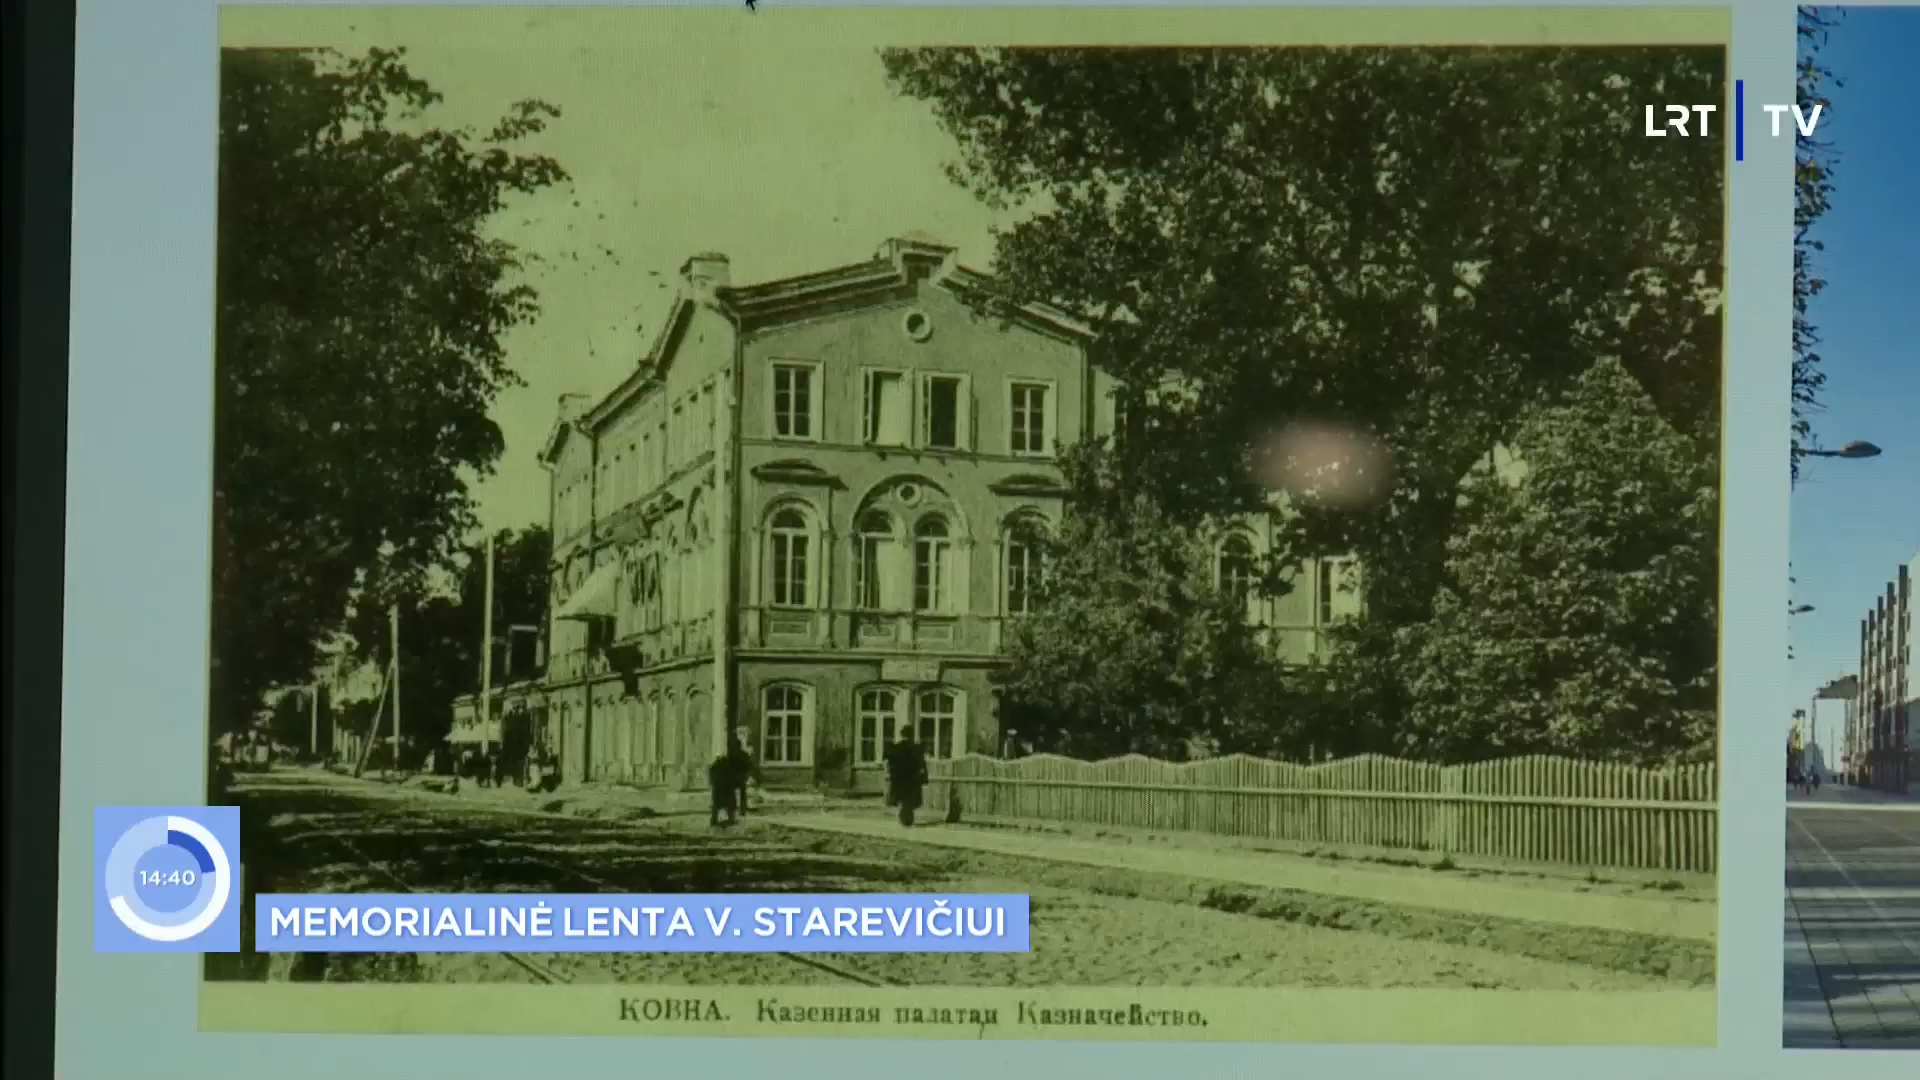 LRT TV
14:40
MEMORIALINĖ LENTA V. STAREVIČIUI
КОВНА. Казенная палата и Казначейство.